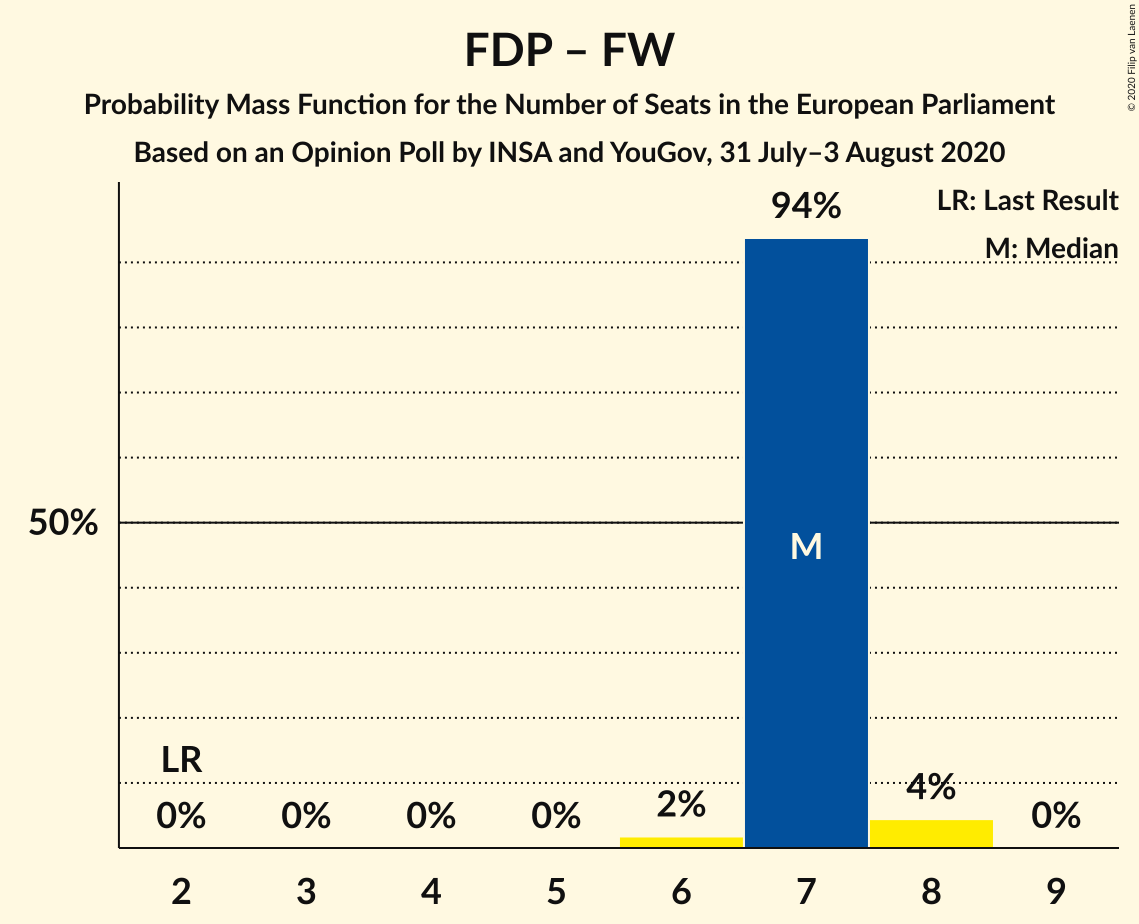 FDP – FW
Probability Mass Function for the Number of Seats in the European Parliament
Based on an Opinion Poll by INSA and YouGov, 31 July–3 August 2020
© 2020 Filip van Laenen
LR: Last Result
M: Median
94%
50%
M
LR
0%
0%
0%
0%
2%
4%
0%
2
3
4
5
6
7
8
9